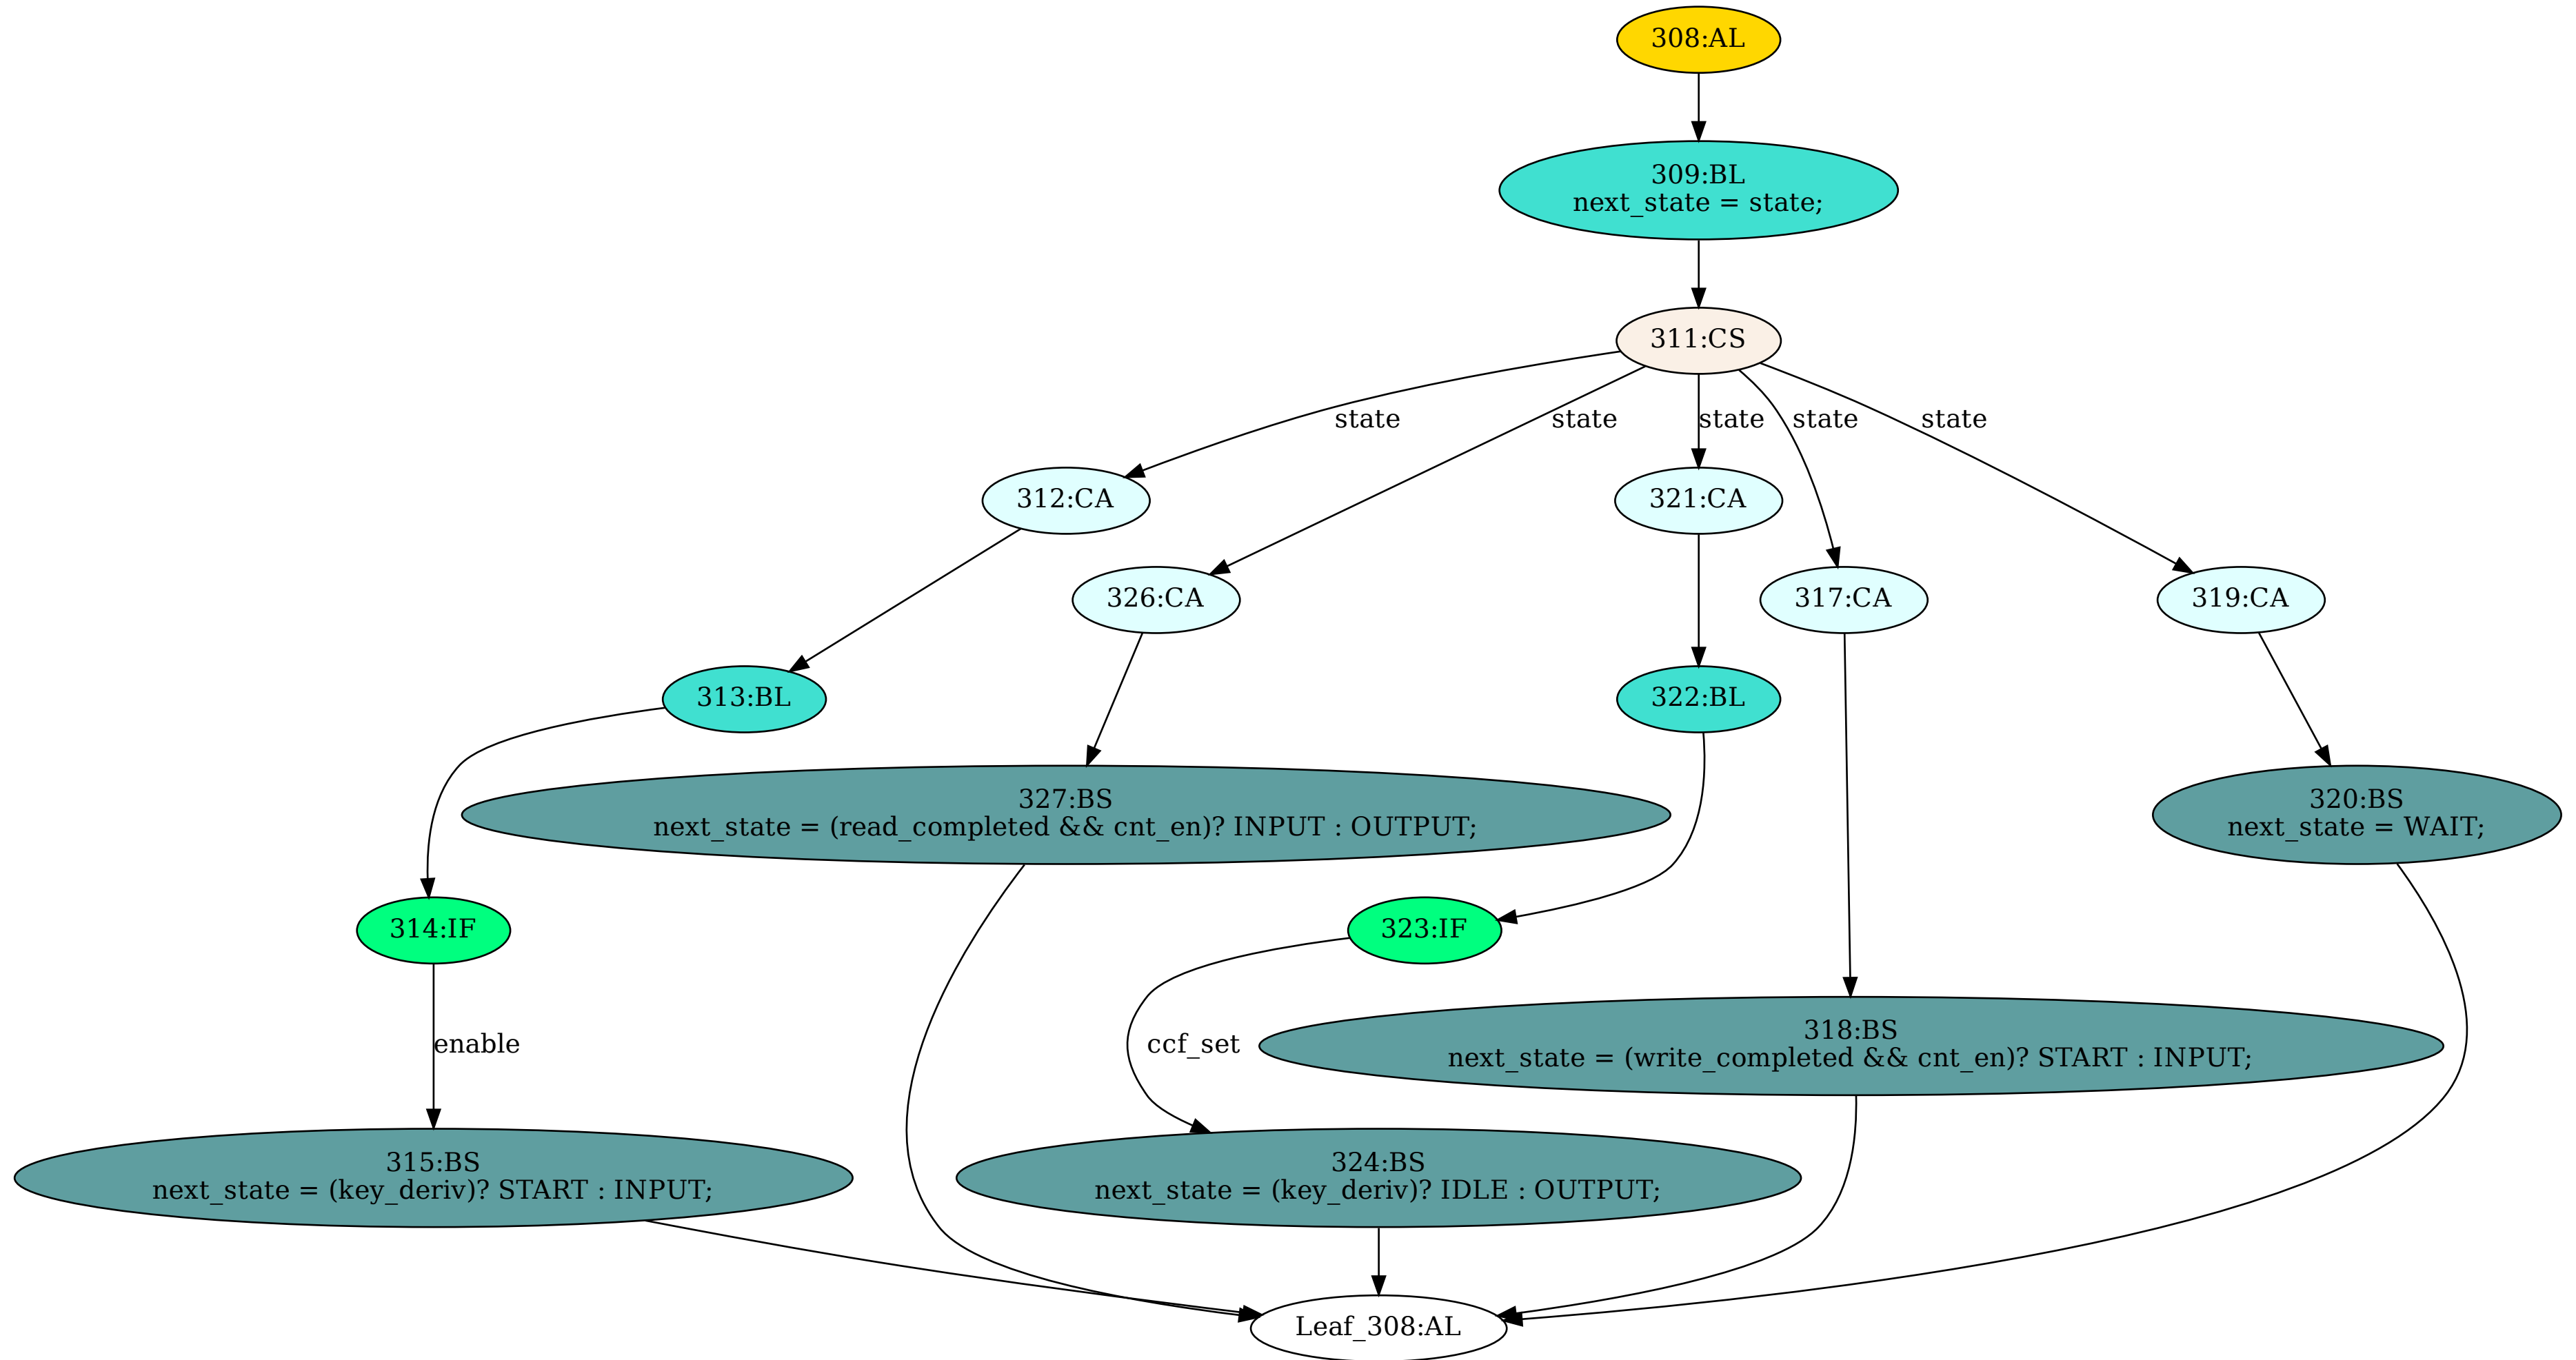 308:AL
309:BL
next_state = state;
311:CS
state
state
state
state
state
312:CA
321:CA
326:CA
317:CA
319:CA
313:BL
322:BL
327:BS
next_state = (read_completed && cnt_en)? INPUT : OUTPUT;
320:BS
next_state = WAIT;
314:IF
323:IF
enable
ccf_set
318:BS
next_state = (write_completed && cnt_en)? START : INPUT;
315:BS
next_state = (key_deriv)? START : INPUT;
324:BS
next_state = (key_deriv)? IDLE : OUTPUT;
Leaf_308:AL